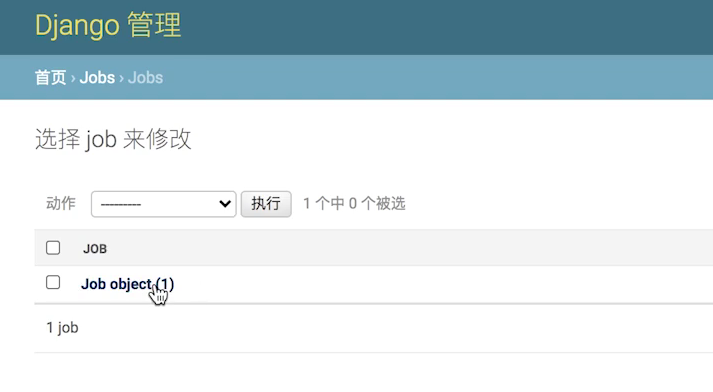 Django 管理
首页 › Jobs › Jobs
选择 job 来修改
动作 --------- 执行 1 个中 0 个被选
JOB
Job object (1)
1 job